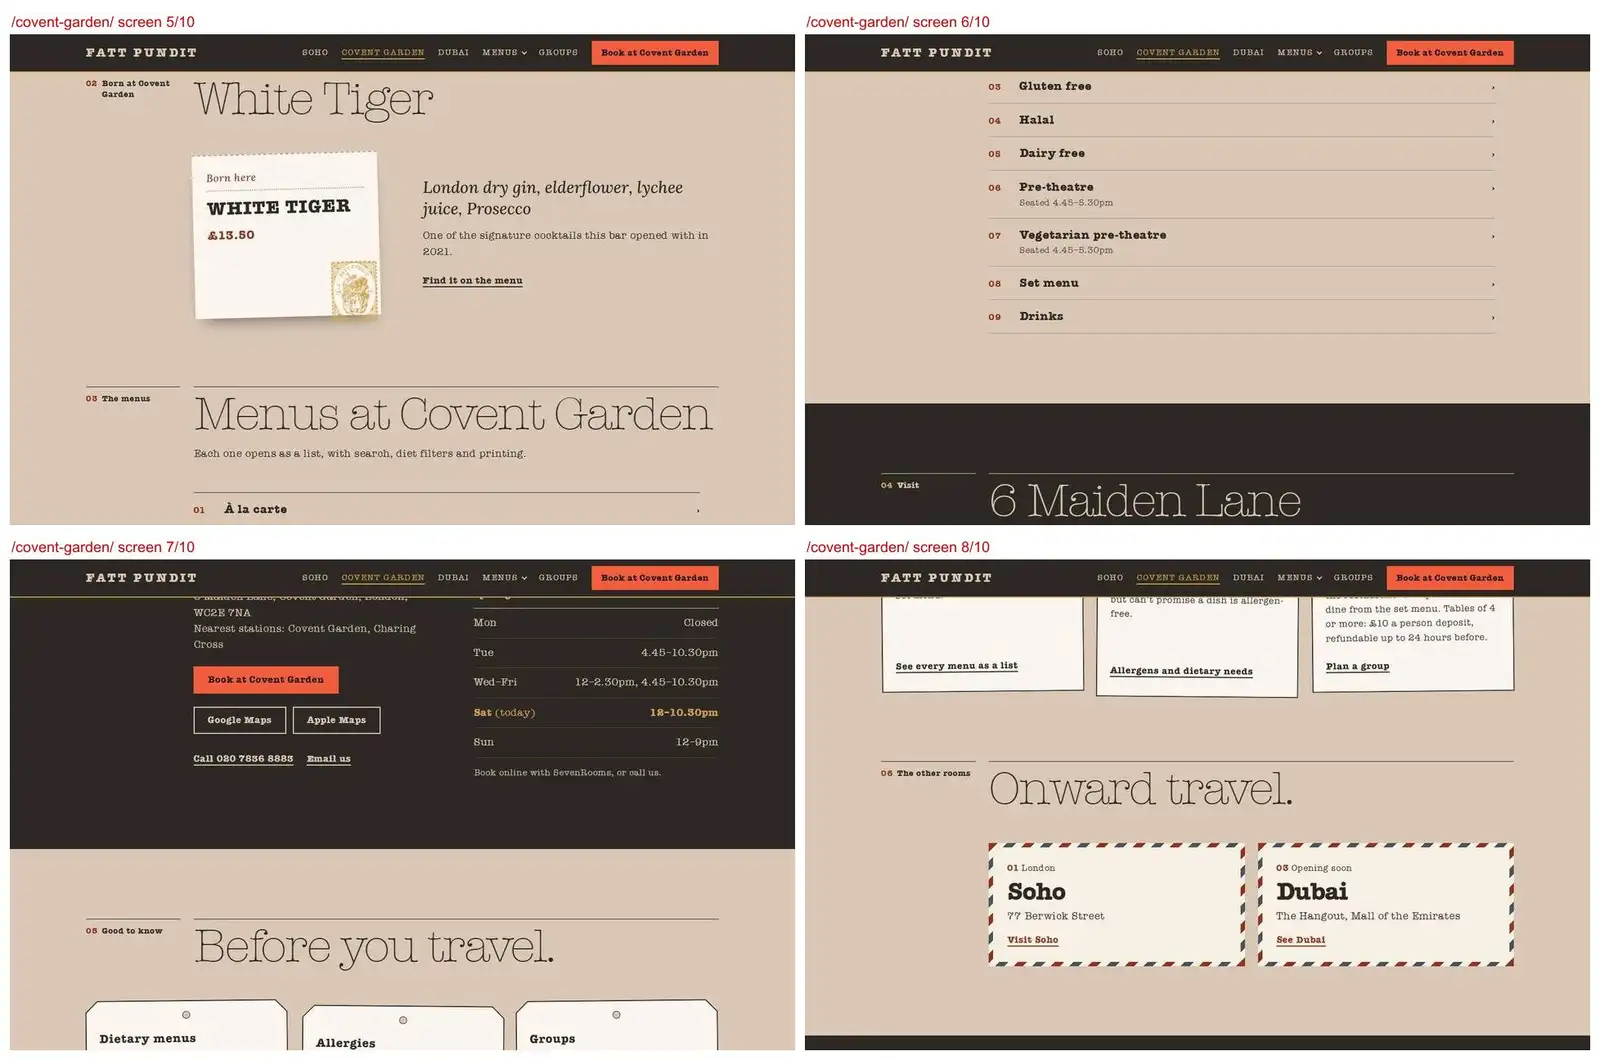 /covent-garden/ screen 5/10
FATT PUNDIT
SOHO COVENT GARDEN DUBAI MENUS GROUPS Book at Covent Garden
02 Born at Covent Garden
White Tiger
Born here
WHITE TIGER
£13.50
London dry gin, elderflower, lychee
juice, Prosecco
One of the signature cocktails this bar opened with in
2021.
Find it on the menu
03 The menus
Menus at Covent Garden
Each one opens as a list, with search, diet filters and printing.
01 À la carte
/covent-garden/ screen 6/10
FATT PUNDIT
SOHO COVENT GARDEN DUBAI MENUS GROUPS Book at Covent Garden
03 Gluten free
04 Halal
05 Dairy free
06 Pre-theatre
Seated 4.45–5.30pm
07 Vegetarian pre-theatre
Seated 4.45–5.30pm
08 Set menu
09 Drinks
04 Visit
6 Maiden Lane
/covent-garden/ screen 7/10
FATT PUNDIT
SOHO COVENT GARDEN DUBAI MENUS GROUPS Book at Covent Garden
6 Maiden Lane, Covent Garden, London,
WC2E 7NA
Nearest stations: Covent Garden, Charing
Cross
Book at Covent Garden
Google Maps Apple Maps
Call 020 7836 8883 Email us
Mon Closed
Tue 4.45–10.30pm
Wed–Fri 12–2.30pm, 4.45–10.30pm
Sat (today) 12–10.30pm
Sun 12–9pm
Book online with SevenRooms, or call us.
05 Good to know
Before you travel.
Dietary menus
Allergies
Groups
/covent-garden/ screen 8/10
FATT PUNDIT
SOHO COVENT GARDEN DUBAI MENUS GROUPS Book at Covent Garden
See every menu as a list
but can't promise a dish is allergen-
free.
Allergens and dietary needs
dine from the set menu. Tables of 4
or more: £10 a person deposit,
refundable up to 24 hours before.
Plan a group
06 The other rooms
Onward travel.
01 London
Soho
77 Berwick Street
Visit Soho
03 Opening soon
Dubai
The Hangout, Mall of the Emirates
See Dubai